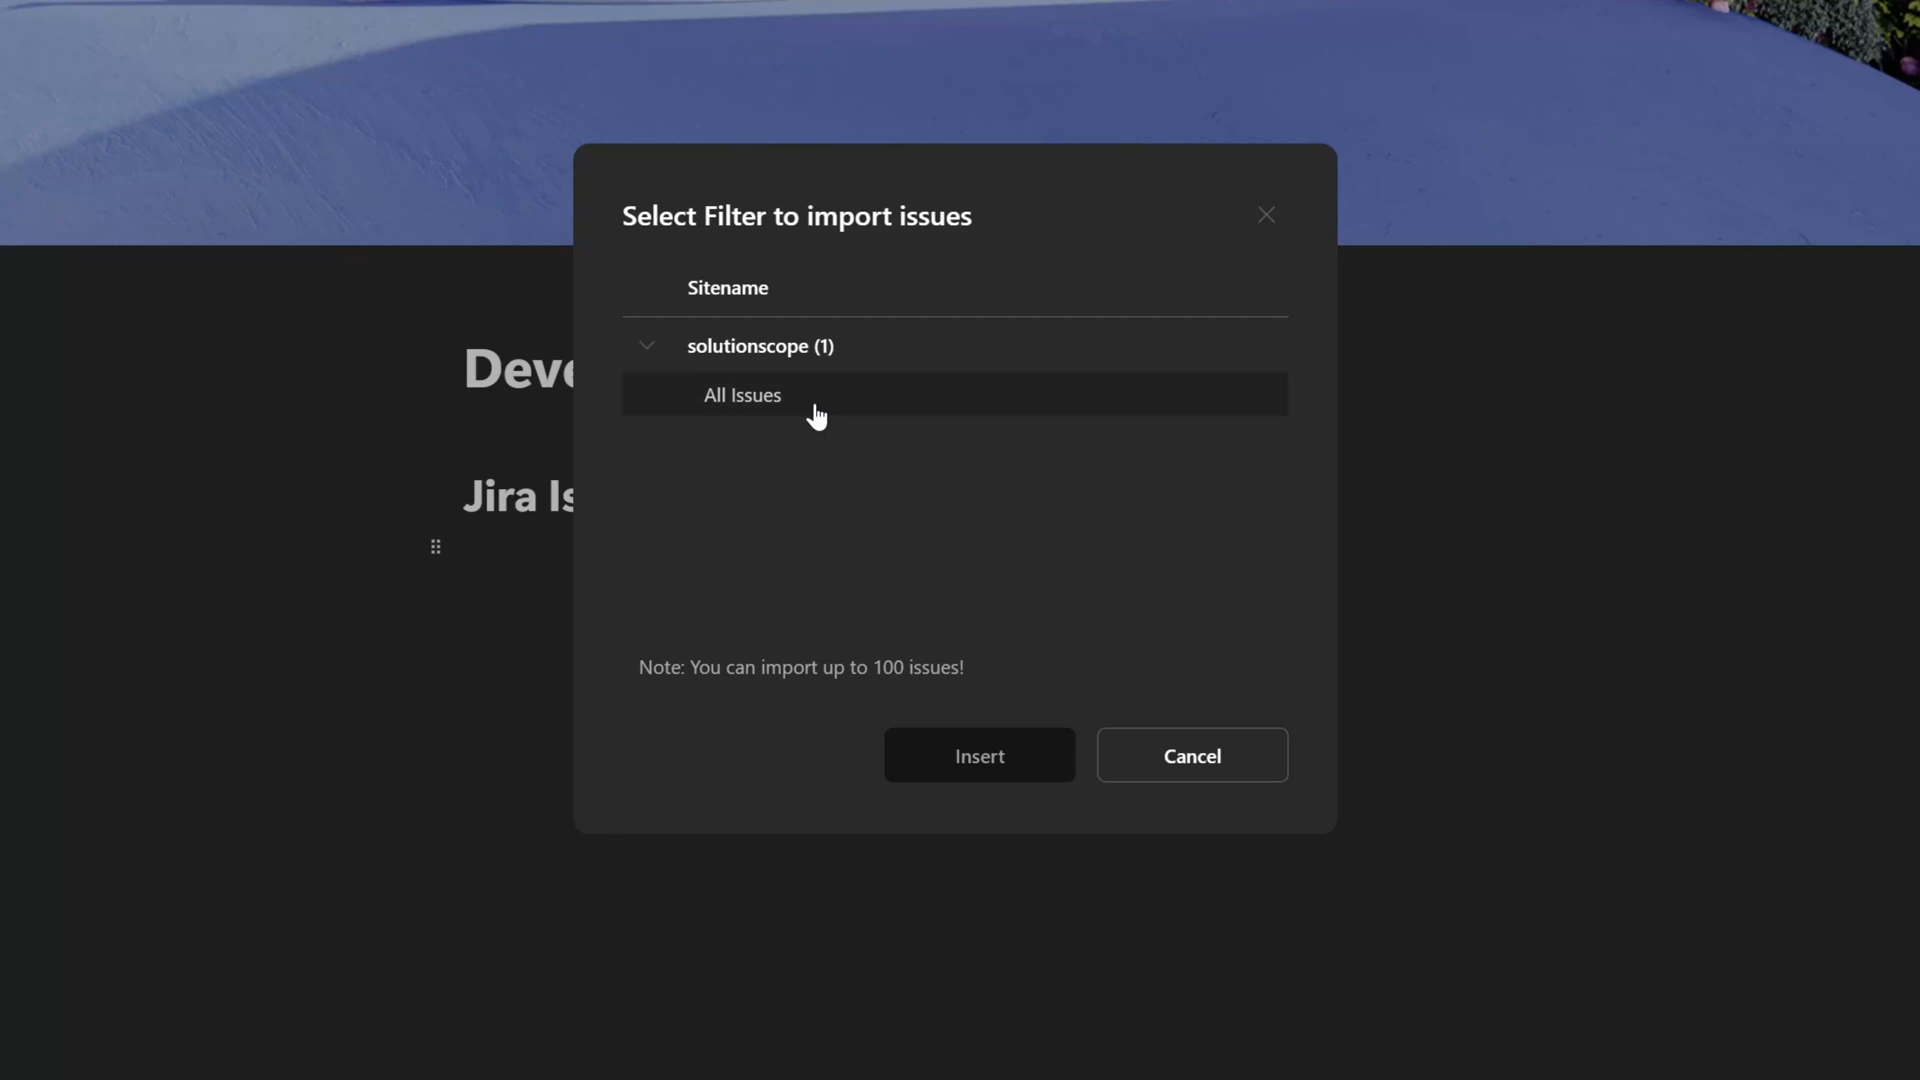 Select Filter to import issues
Sitename
solutionscope (1)
Deve
All Issues
Jira Is
Note: You can import up to 100 issues!
Insert
Cancel